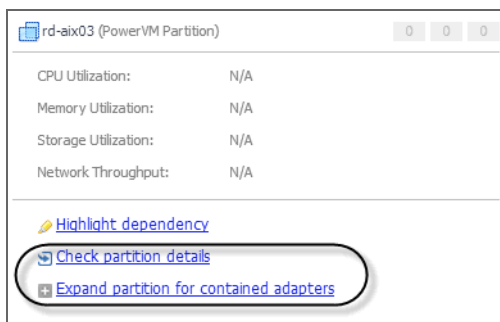 rd-aix03 (PowerVM Partition) 0 0 0
CPU Utilization: N/A
Memory Utilization: N/A
Storage Utilization: N/A
Network Throughput: N/A
Highlight dependency
Check partition details
Expand partition for contained adapters